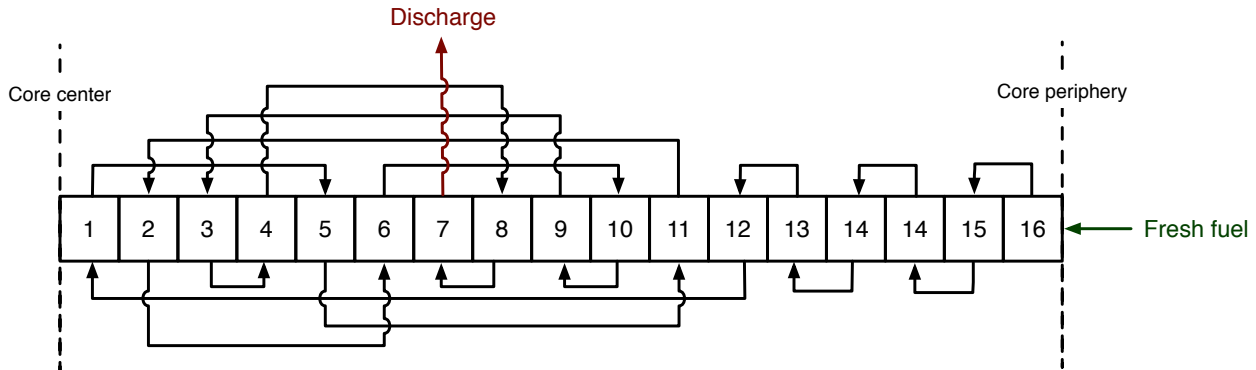 Discharge
Core center
Core periphery
1 2 3 4 5 6 7 8 9 10 11 12 13 14 14 15 16
Fresh fuel